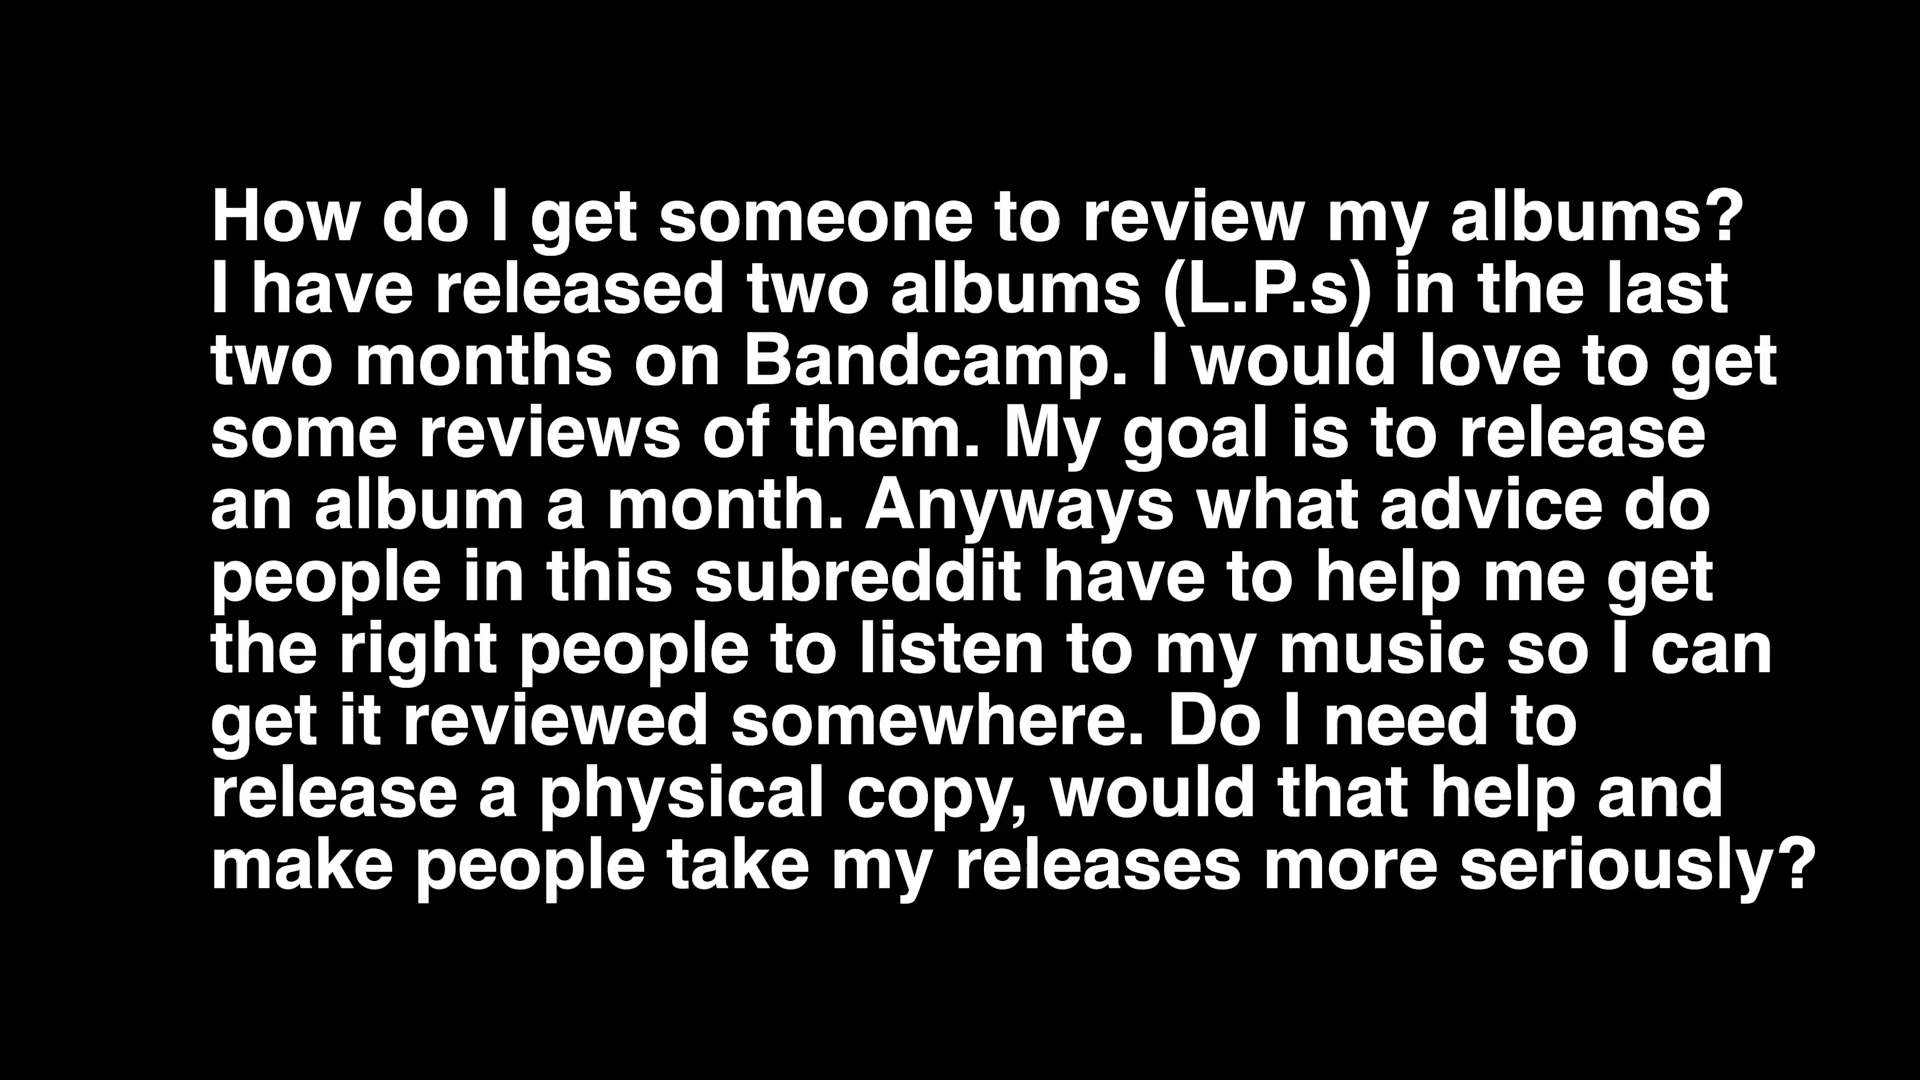 How do I get someone to review my albums?
I have released two albums (L.P.s) in the last
two months on Bandcamp. I would love to get
some reviews of them. My goal is to release
an album a month. Anyways what advice do
people in this subreddit have to help me get
the right people to listen to my music so I can
get it reviewed somewhere. Do I need to
release a physical copy, would that help and
make people take my releases more seriously?